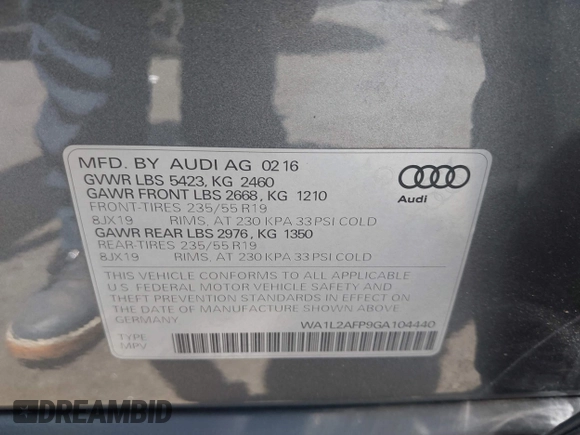 MFD. BY AUDI AG 02 16
GVWR LBS 5423, KG 2460
GAWR FRONT LBS 2668, KG 1210
FRONT-TIRES 235/55 R19
8JX19 RIMS, AT 230 KPA 33 PSI COLD
GAWR REAR LBS 2976, KG 1350
REAR-TIRES 235/55 R19
8JX19 RIMS, AT 230 KPA 33 PSI COLD
THIS VEHICLE CONFORMS TO ALL APPLICABLE
U.S. FEDERAL MOTOR VEHICLE SAFETY AND
THEFT PREVENTION STANDARDS IN EFFECT ON
THE DATE OF MANUFACTURE SHOWN ABOVE
GERMANY
WA1L2AFP9GA104440
TYPE
MPV
Audi
DREAMBID